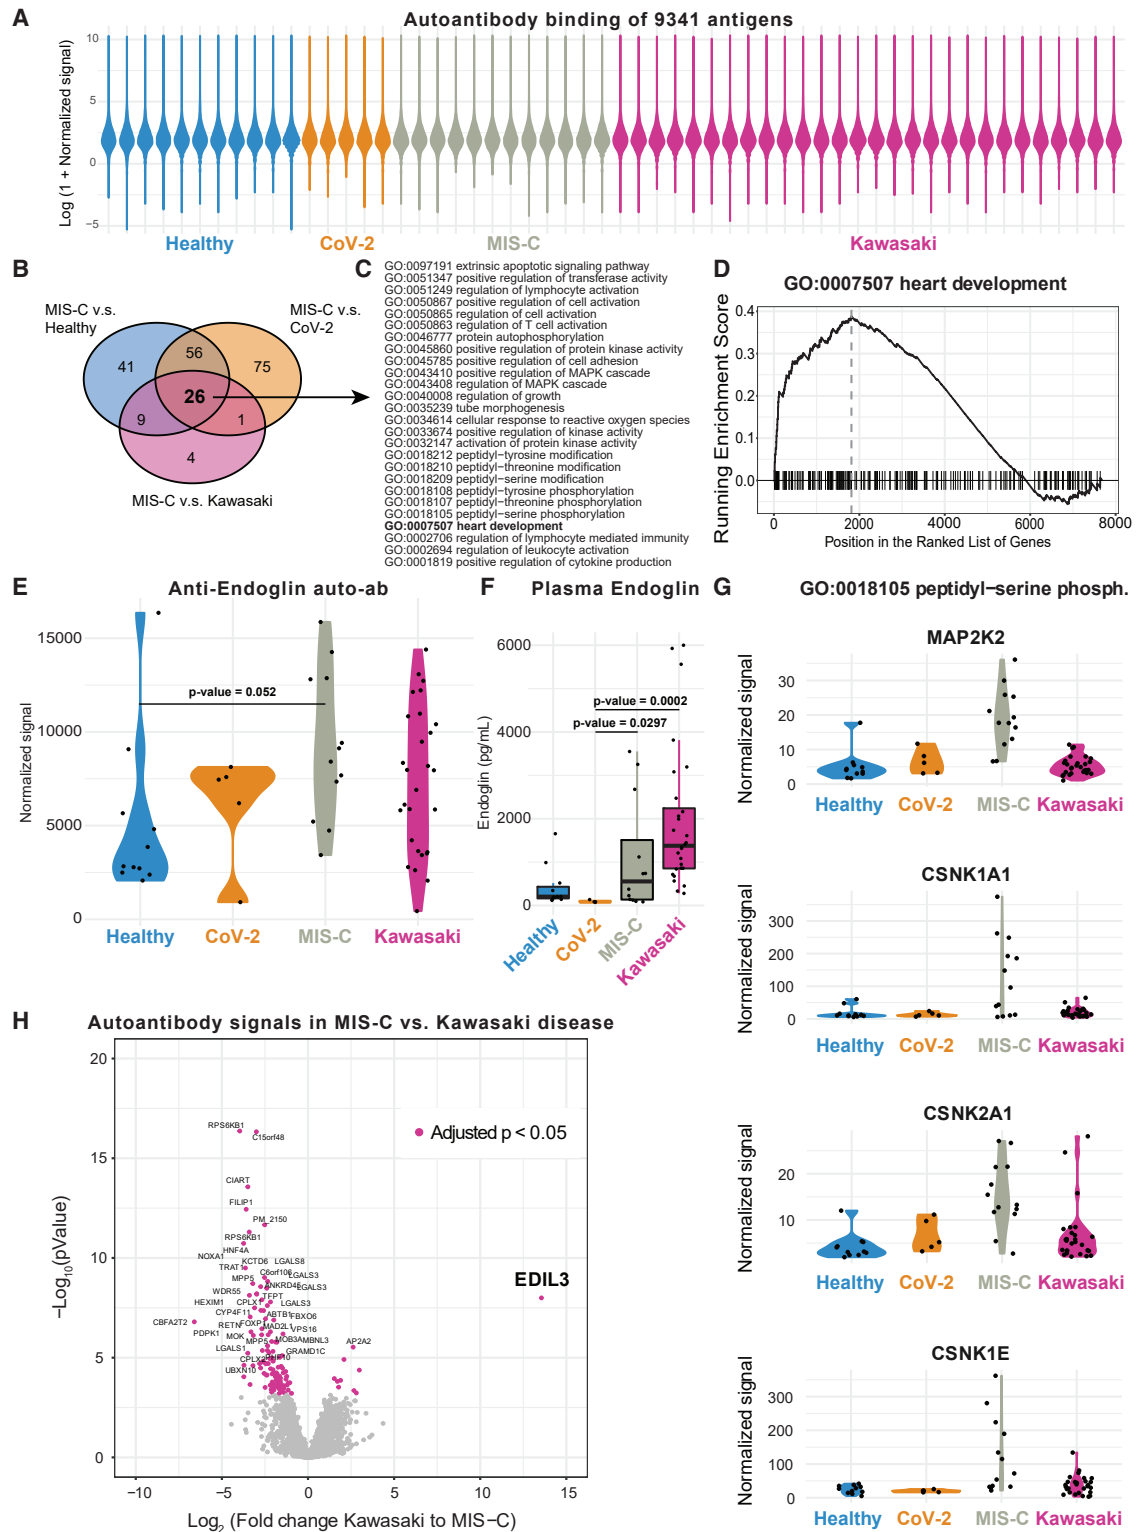 A
Autoantibody binding of 9341 antigens
Log (1 + Normalized signal)
10
5
0
−5
Healthy
CoV-2
MIS-C
Kawasaki
B
MIS-C v.s.
Healthy
MIS-C v.s.
CoV-2
41
56
75
26
9
1
4
MIS-C v.s. Kawasaki
C
GO:0097191 extrinsic apoptotic signaling pathway
GO:0051347 positive regulation of transferase activity
GO:0051249 regulation of lymphocyte activation
GO:0050867 positive regulation of cell activation
GO:0050865 regulation of cell activation
GO:0050863 regulation of T cell activation
GO:0046777 protein autophosphorylation
GO:0045860 positive regulation of protein kinase activity
GO:0045785 positive regulation of cell adhesion
GO:0043410 positive regulation of MAPK cascade
GO:0043408 regulation of MAPK cascade
GO:0040008 regulation of growth
GO:0035239 tube morphogenesis
GO:0034614 cellular response to reactive oxygen species
GO:0033674 positive regulation of kinase activity
GO:0032147 activation of protein kinase activity
GO:0018212 peptidyl−tyrosine modification
GO:0018210 peptidyl−threonine modification
GO:0018209 peptidyl−serine modification
GO:0018108 peptidyl−tyrosine phosphorylation
GO:0018107 peptidyl−threonine phosphorylation
GO:0018105 peptidyl−serine phosphorylation
GO:0007507 heart development
GO:0002706 regulation of lymphocyte mediated immunity
GO:0002694 regulation of leukocyte activation
GO:0001819 positive regulation of cytokine production
D
GO:0007507 heart development
Running Enrichment Score
0.4
0.3
0.2
0.1
0.0
0
2000
4000
6000
8000
Position in the Ranked List of Genes
E
Anti-Endoglin auto-ab
Normalized signal
15000
10000
5000
0
p-value = 0.052
Healthy
CoV-2
MIS-C
Kawasaki
F
Plasma Endoglin
Endoglin (pg/mL)
6000
4000
2000
0
p-value = 0.0002
p-value = 0.0297
Healthy
CoV-2
MIS-C
Kawasaki
G
GO:0018105 peptidyl−serine phosph.
MAP2K2
Normalized signal
30
20
10
0
Healthy
CoV-2
MIS-C
Kawasaki
CSNK1A1
Normalized signal
300
200
100
0
Healthy
CoV-2
MIS-C
Kawasaki
CSNK2A1
Normalized signal
20
10
Healthy
CoV-2
MIS-C
Kawasaki
CSNK1E
Normalized signal
300
200
100
0
Healthy
CoV-2
MIS-C
Kawasaki
H
Autoantibody signals in MIS-C vs. Kawasaki disease
−Log10(pValue)
20
15
10
5
0
Adjusted p < 0.05
RPS6KB1
C15orf48
CIART
FILIP1
PM_2150
RPS6KB1
HNF4A
NOXA1
KCTD6
LGALS8
TRAT1
C6orf106
LGALS3
MPP5
ANKRD45
LGALS3
WDR55
TFPT
HEXIM1
CPLX1
LGALS3
CYP4F11
ABTB1
FBXO6
CBFA2T2
RETN
FOXP1
MAD2L1
VPS16
PDPK1
MOK
MPP5
MOB3A
MBNL3
AP2A2
LGALS1
GRAMD1C
CPLX2
PHF10
UBXN10
EDIL3
−10
−5
0
5
10
15
Log2 (Fold change Kawasaki to MIS−C)